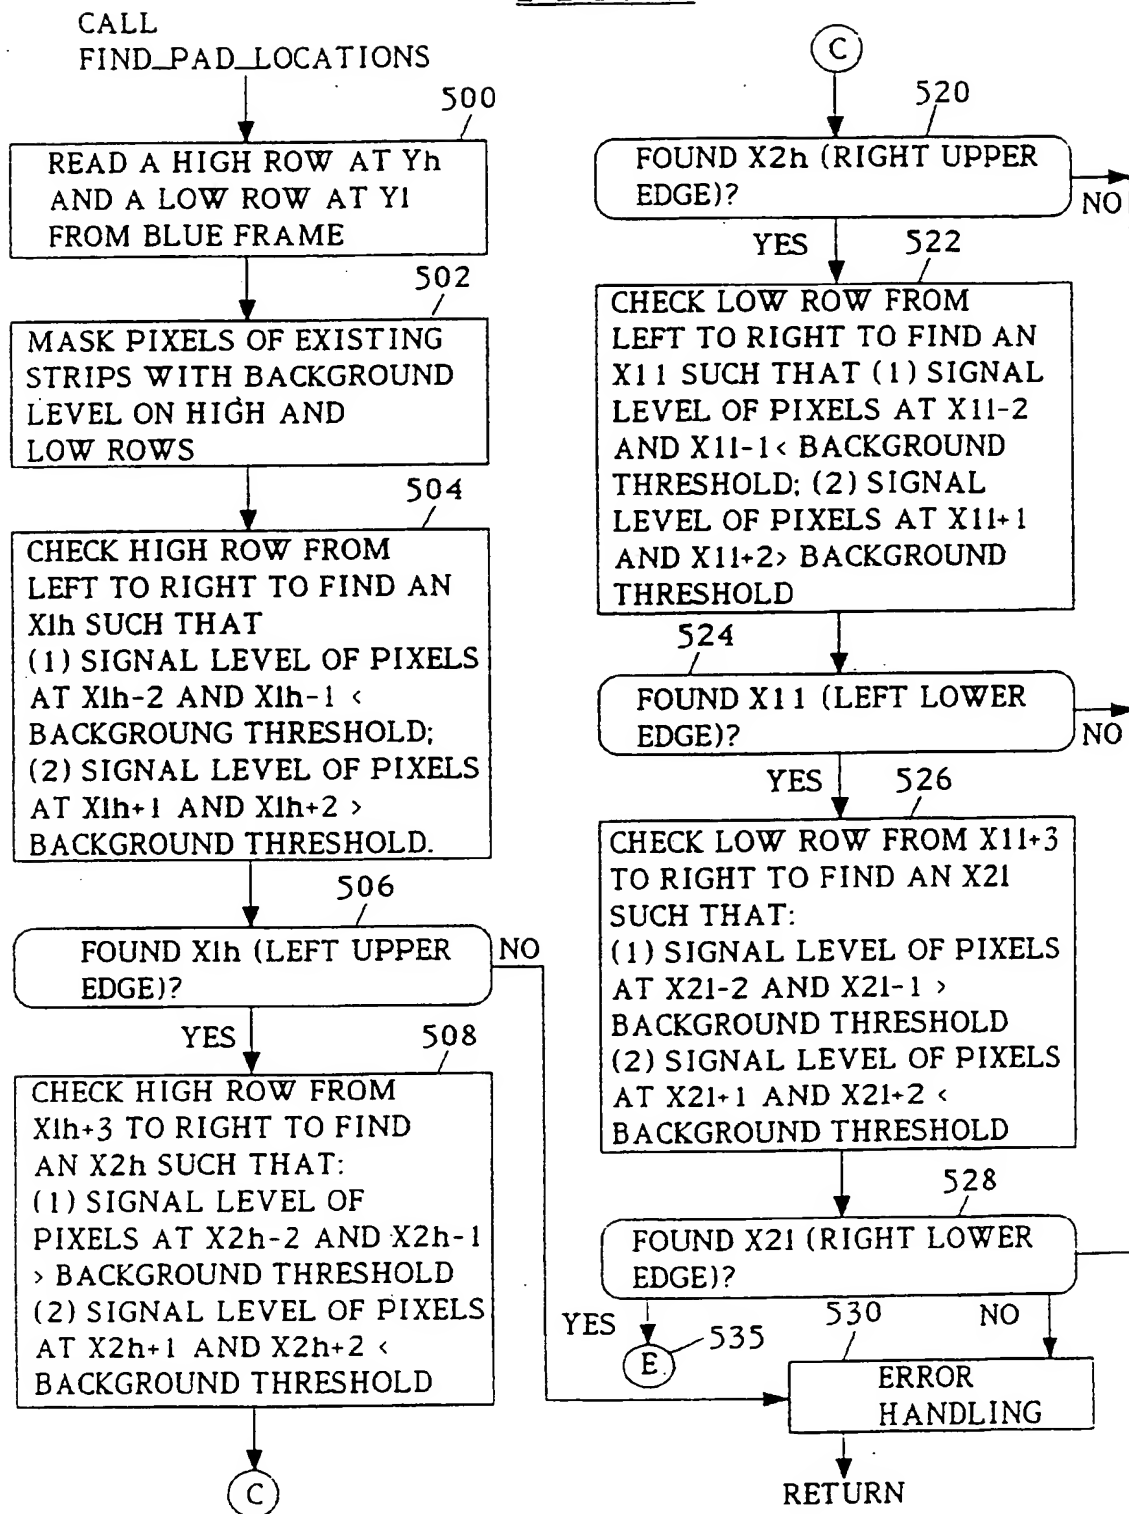 CALL
FIND_PAD_LOCATIONS
500
READ A HIGH ROW AT Yh
AND A LOW ROW AT Yl
FROM BLUE FRAME
502
MASK PIXELS OF EXISTING
STRIPS WITH BACKGROUND
LEVEL ON HIGH AND
LOW ROWS
504
CHECK HIGH ROW FROM
LEFT TO RIGHT TO FIND AN
X1h SUCH THAT
(1) SIGNAL LEVEL OF PIXELS
AT X1h-2 AND X1h-1 <
BACKGROUNG THRESHOLD;
(2) SIGNAL LEVEL OF PIXELS
AT X1h+1 AND X1h+2 >
BACKGROUND THRESHOLD.
506
FOUND X1h (LEFT UPPER
EDGE)?
NO
YES
508
CHECK HIGH ROW FROM
X1h+3 TO RIGHT TO FIND
AN X2h SUCH THAT:
(1) SIGNAL LEVEL OF
PIXELS AT X2h-2 AND X2h-1
> BACKGROUND THRESHOLD
(2) SIGNAL LEVEL OF PIXELS
AT X2h+1 AND X2h+2 <
BACKGROUND THRESHOLD
C
C
520
FOUND X2h (RIGHT UPPER
EDGE)?
NO
YES
522
CHECK LOW ROW FROM
LEFT TO RIGHT TO FIND AN
X1l SUCH THAT (1) SIGNAL
LEVEL OF PIXELS AT X1l-2
AND X1l-1 < BACKGROUND
THRESHOLD; (2) SIGNAL
LEVEL OF PIXELS AT X1l+1
AND X1l+2 > BACKGROUND
THRESHOLD
524
FOUND X1l (LEFT LOWER
EDGE)?
NO
YES
526
CHECK LOW ROW FROM X1l+3
TO RIGHT TO FIND AN X2l
SUCH THAT:
(1) SIGNAL LEVEL OF PIXELS
AT X2l-2 AND X2l-1 >
BACKGROUND THRESHOLD
(2) SIGNAL LEVEL OF PIXELS
AT X2l+1 AND X2l+2 <
BACKGROUND THRESHOLD
528
FOUND X2l (RIGHT LOWER
EDGE)?
YES
NO
530
535
E
ERROR
HANDLING
RETURN